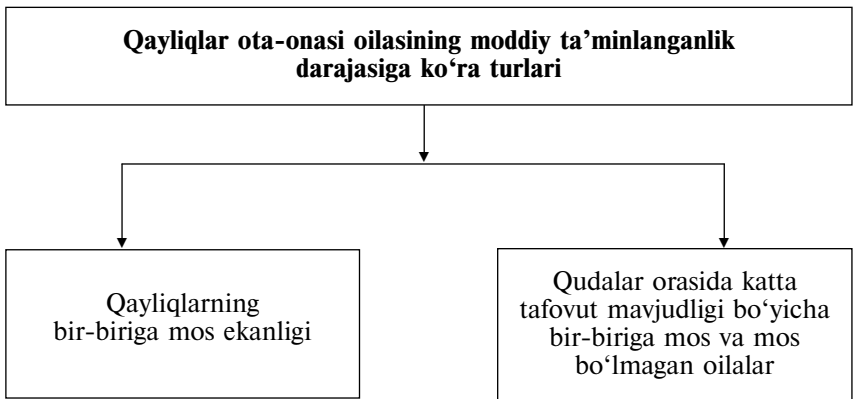 Qayliqlar ota-onasi oilasining moddiy ta’minlanganlik
darajasiga ko‘ra turlari
Qayliqlarning
bir-biriga mos ekanligi
Qudalar orasida katta
tafovut mavjudligi bo‘yicha
bir-biriga mos va mos
bo‘lmagan oilalar